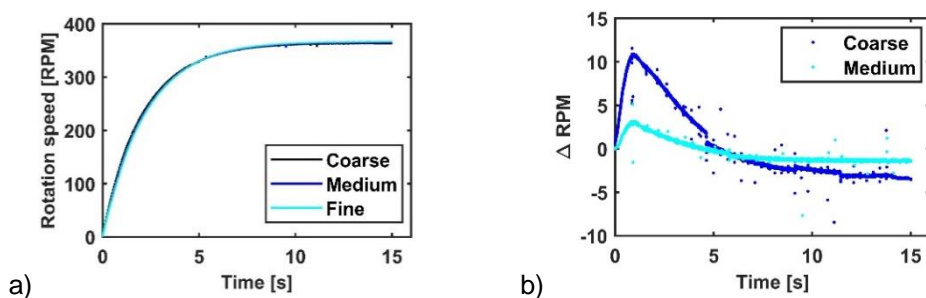 a)
Rotation speed [RPM]
400
300
200
100
0
Coarse
Medium
Fine
0
5
10
15
Time [s]
b)
Δ RPM
15
10
5
0
-5
-10
Coarse
Medium
0
5
10
15
Time [s]